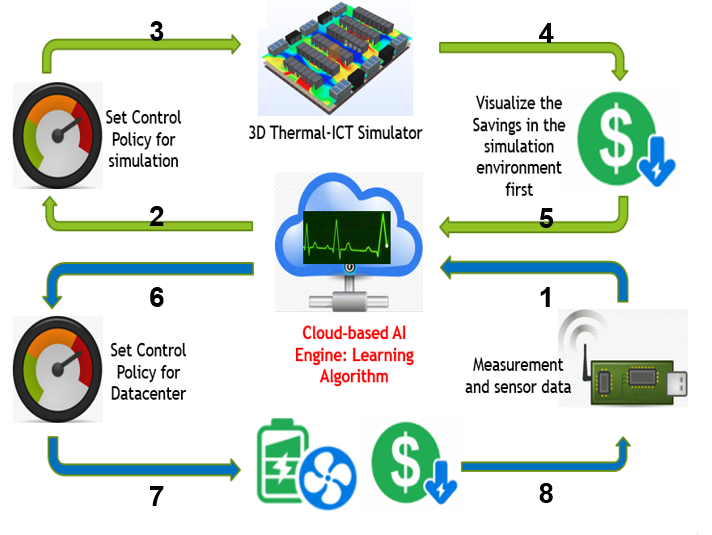 3
4
Set Control
Policy for
simulation
3D Thermal-ICT Simulator
Visualize the
Savings in the
simulation
environment
first
$
2
5
6
1
Cloud-based AI
Engine: Learning
Algorithm
Set Control
Policy for
Datacenter
Measurement
and sensor data
$
7
8